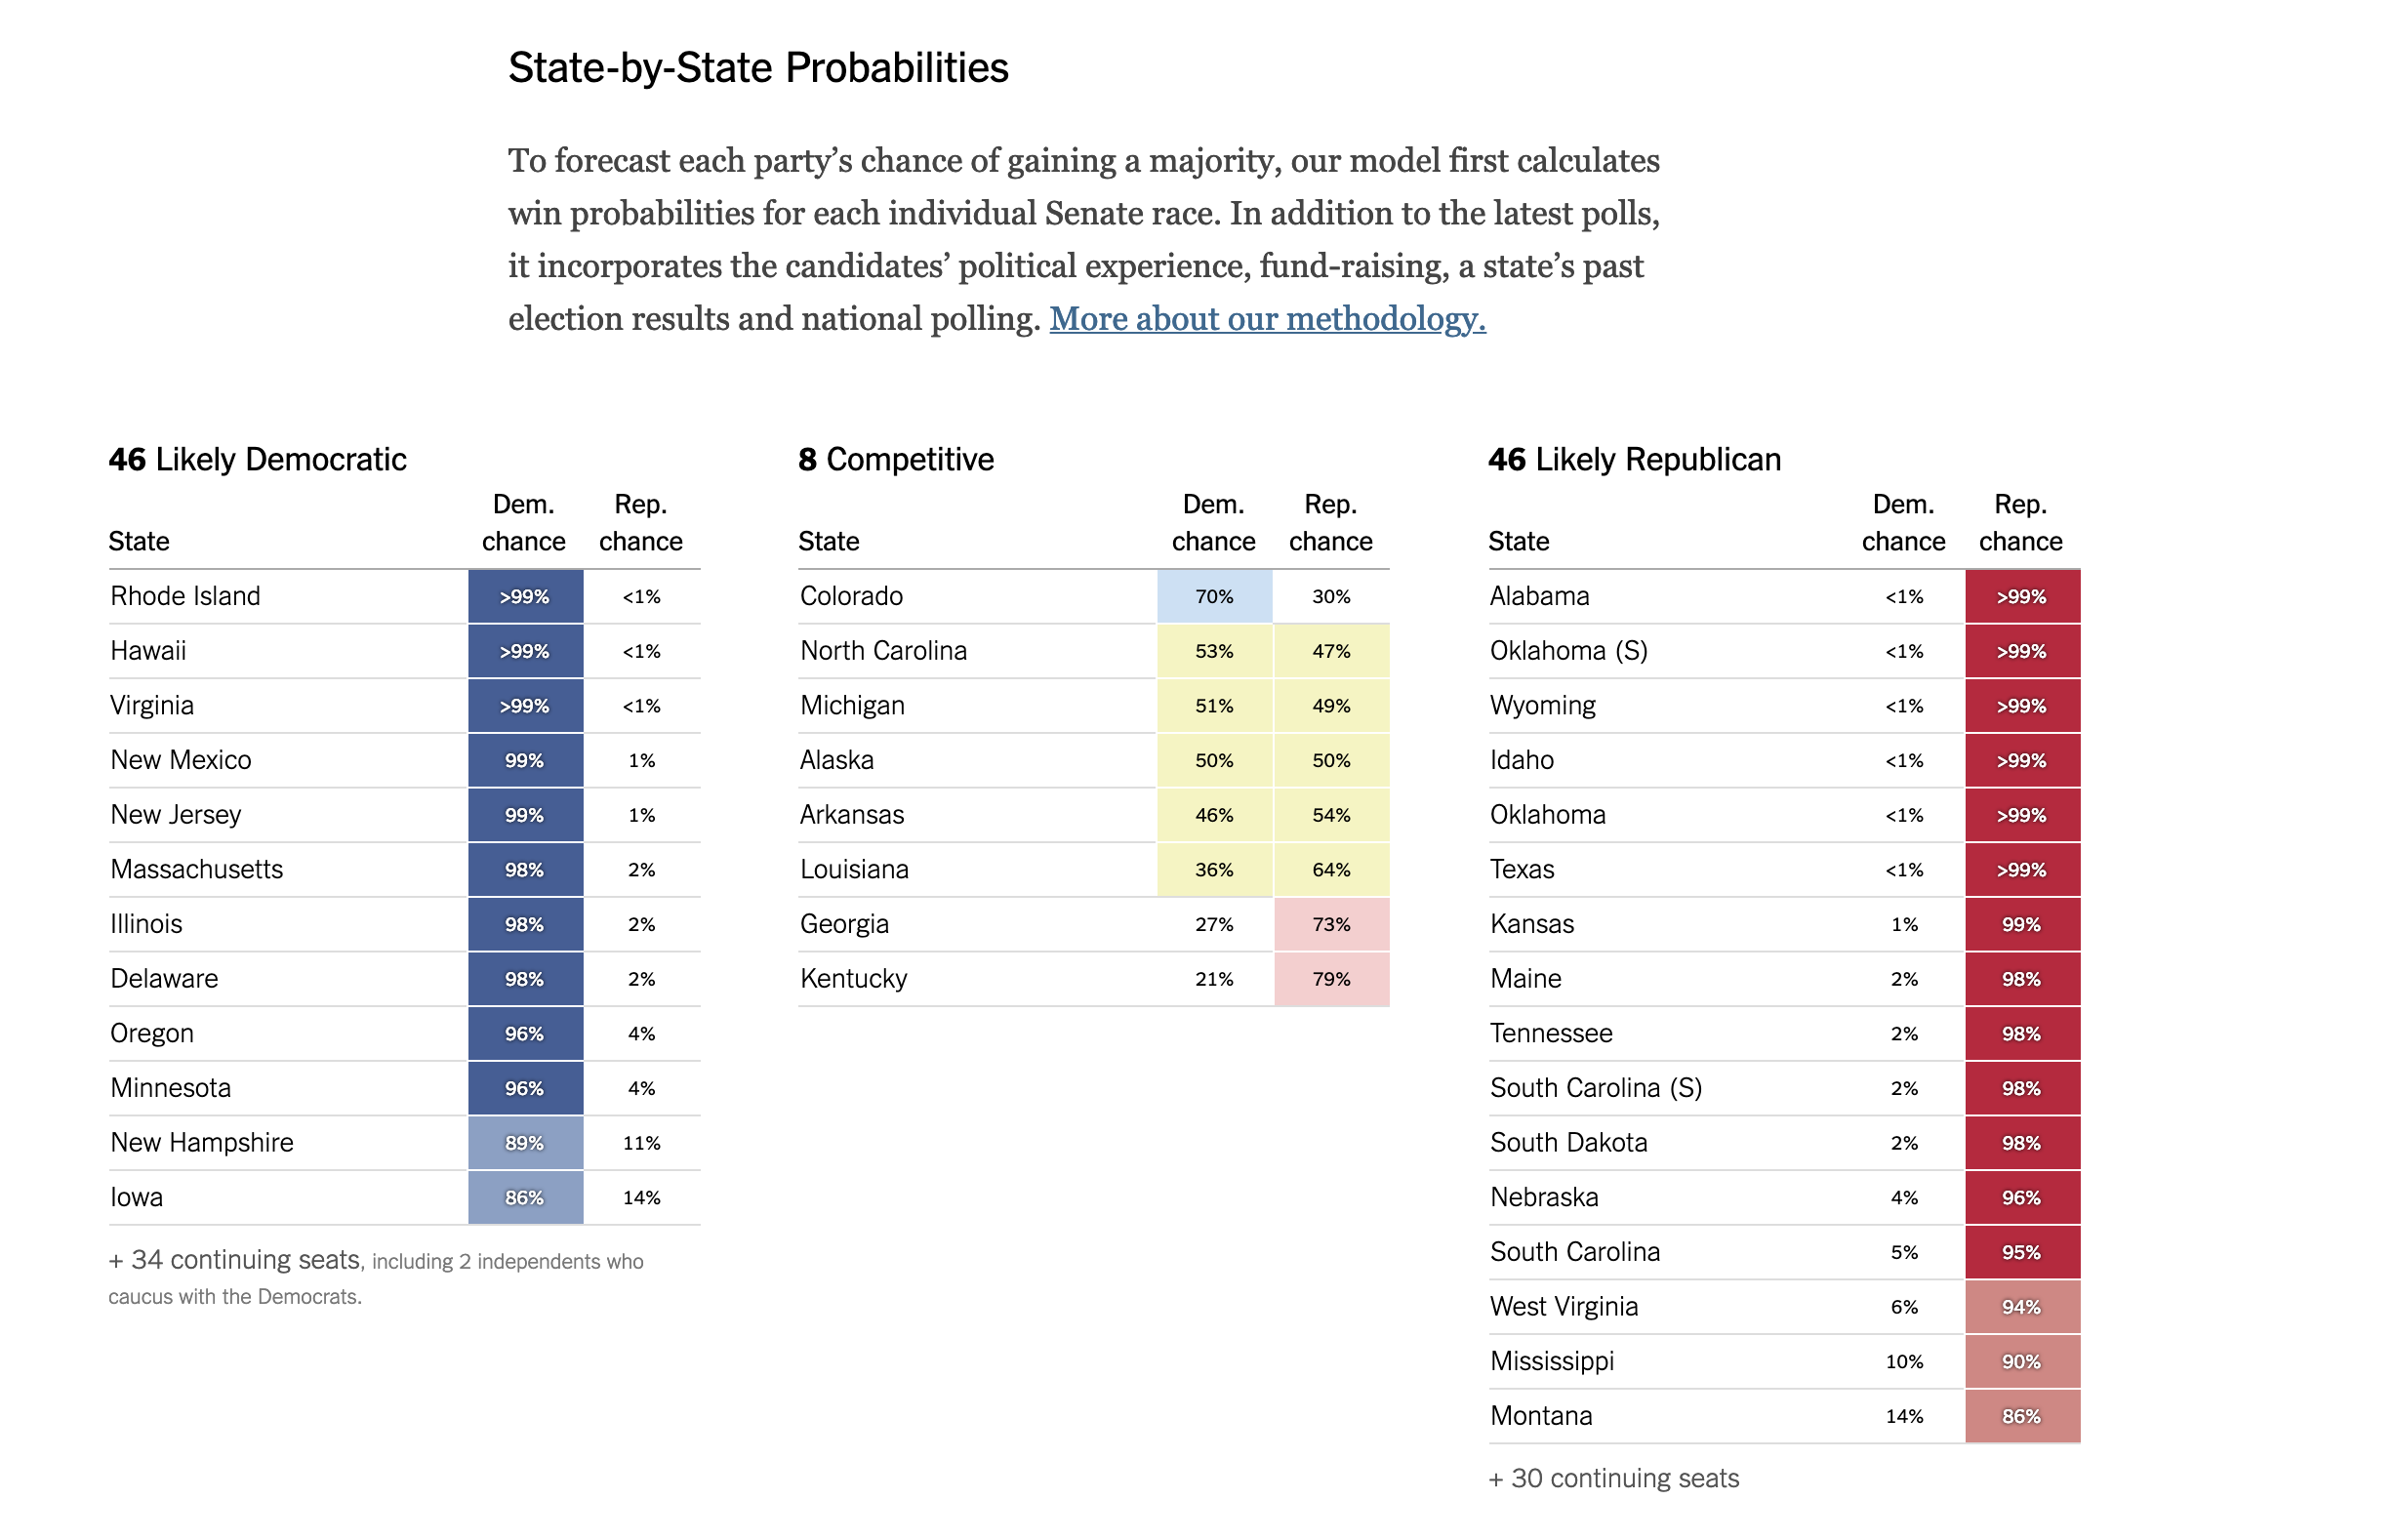 State-by-State Probabilities
To forecast each party’s chance of gaining a majority, our model first calculates
win probabilities for each individual Senate race. In addition to the latest polls,
it incorporates the candidates’ political experience, fund-raising, a state’s past
election results and national polling. More about our methodology.
46 Likely Democratic
State Dem. chance Rep. chance
Rhode Island >99% <1%
Hawaii >99% <1%
Virginia >99% <1%
New Mexico 99% 1%
New Jersey 99% 1%
Massachusetts 98% 2%
Illinois 98% 2%
Delaware 98% 2%
Oregon 96% 4%
Minnesota 96% 4%
New Hampshire 89% 11%
Iowa 86% 14%
+ 34 continuing seats, including 2 independents who
caucus with the Democrats.
8 Competitive
State Dem. chance Rep. chance
Colorado 70% 30%
North Carolina 53% 47%
Michigan 51% 49%
Alaska 50% 50%
Arkansas 46% 54%
Louisiana 36% 64%
Georgia 27% 73%
Kentucky 21% 79%
46 Likely Republican
State Dem. chance Rep. chance
Alabama <1% >99%
Oklahoma (S) <1% >99%
Wyoming <1% >99%
Idaho <1% >99%
Oklahoma <1% >99%
Texas <1% >99%
Kansas 1% 99%
Maine 2% 98%
Tennessee 2% 98%
South Carolina (S) 2% 98%
South Dakota 2% 98%
Nebraska 4% 96%
South Carolina 5% 95%
West Virginia 6% 94%
Mississippi 10% 90%
Montana 14% 86%
+ 30 continuing seats